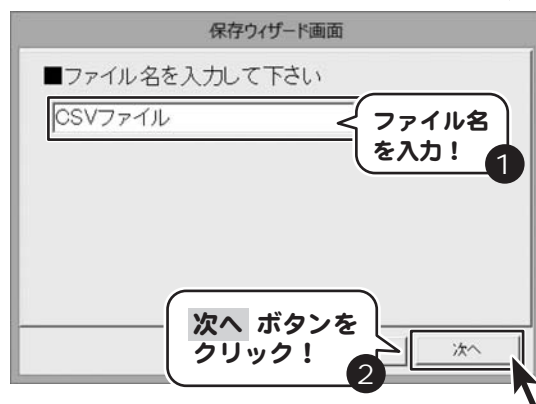 保存ウィザード画面
■ファイル名を入力して下さい
CSVファイル
ファイル名
を入力！
1
次へ ボタンを
クリック！
2
次へ